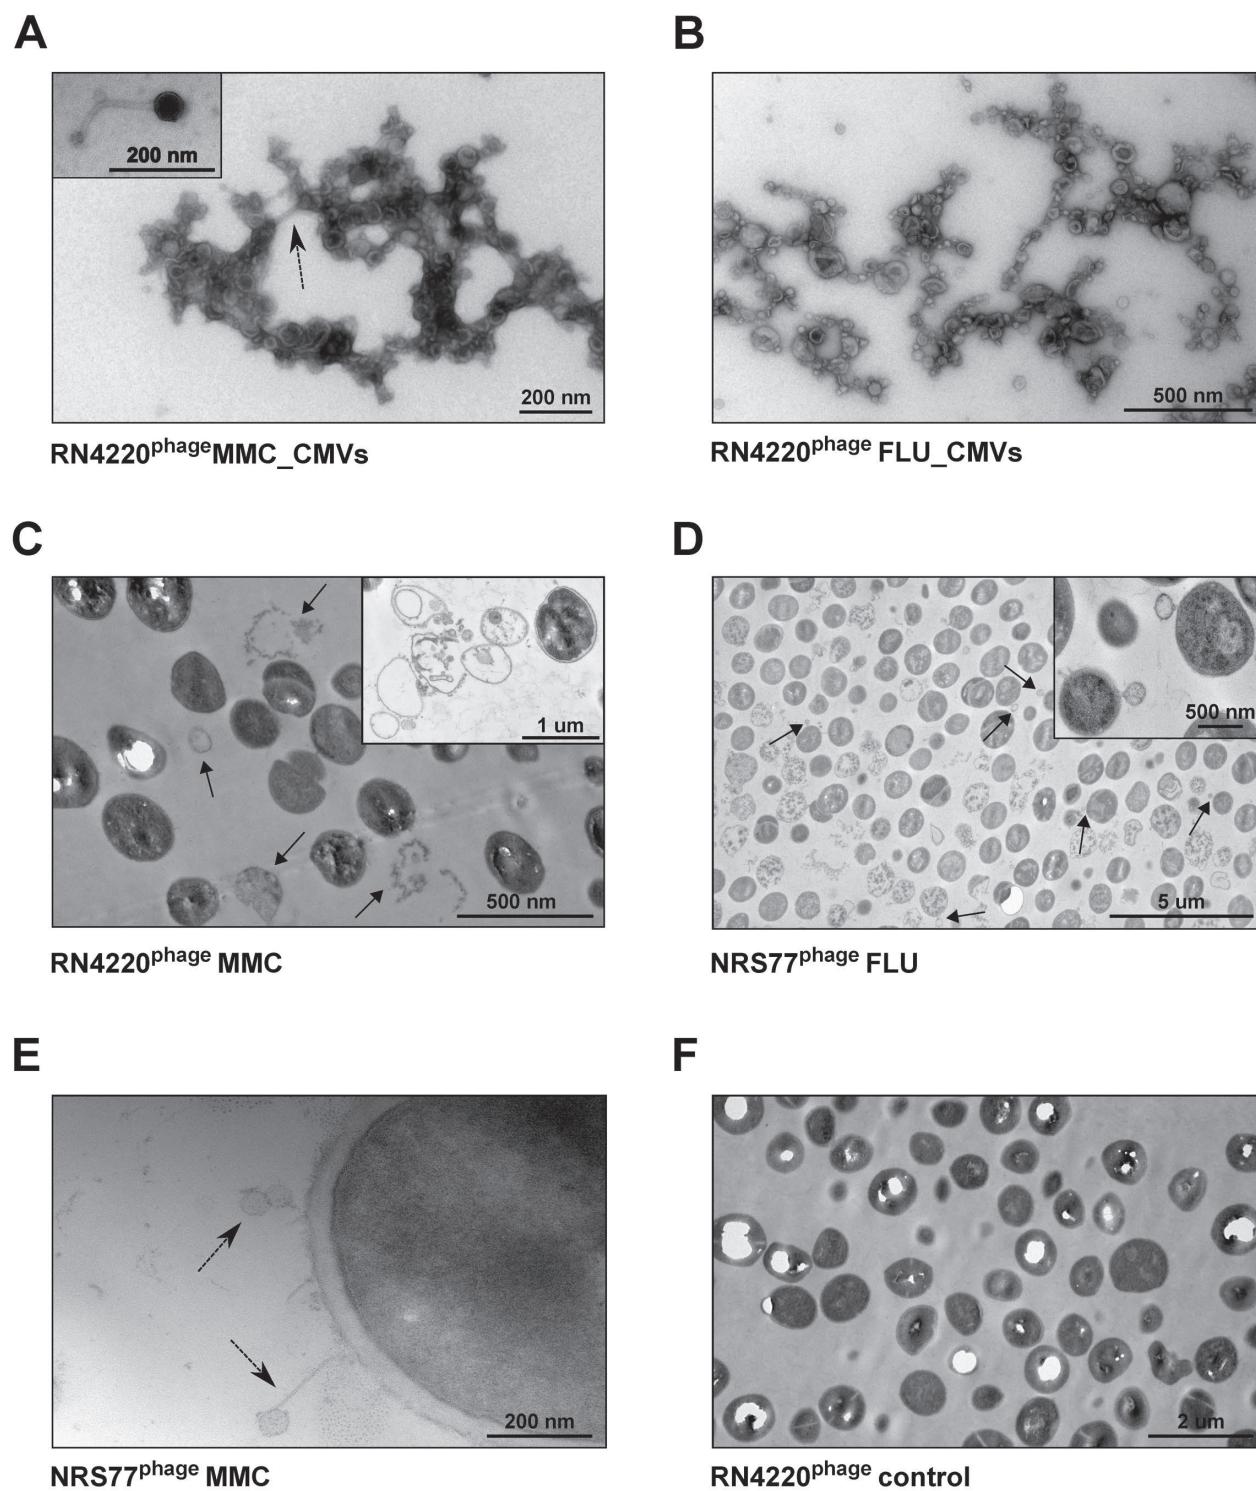 A
B
200 nm
200 nm
500 nm
RN4220phageMMC_CMVs
RN4220phage FLU_CMVs
C
D
1 um
500 nm
500 nm
5 um
RN4220phage MMC
NRS77phage FLU
E
F
200 nm
2 um
NRS77phage MMC
RN4220phage control